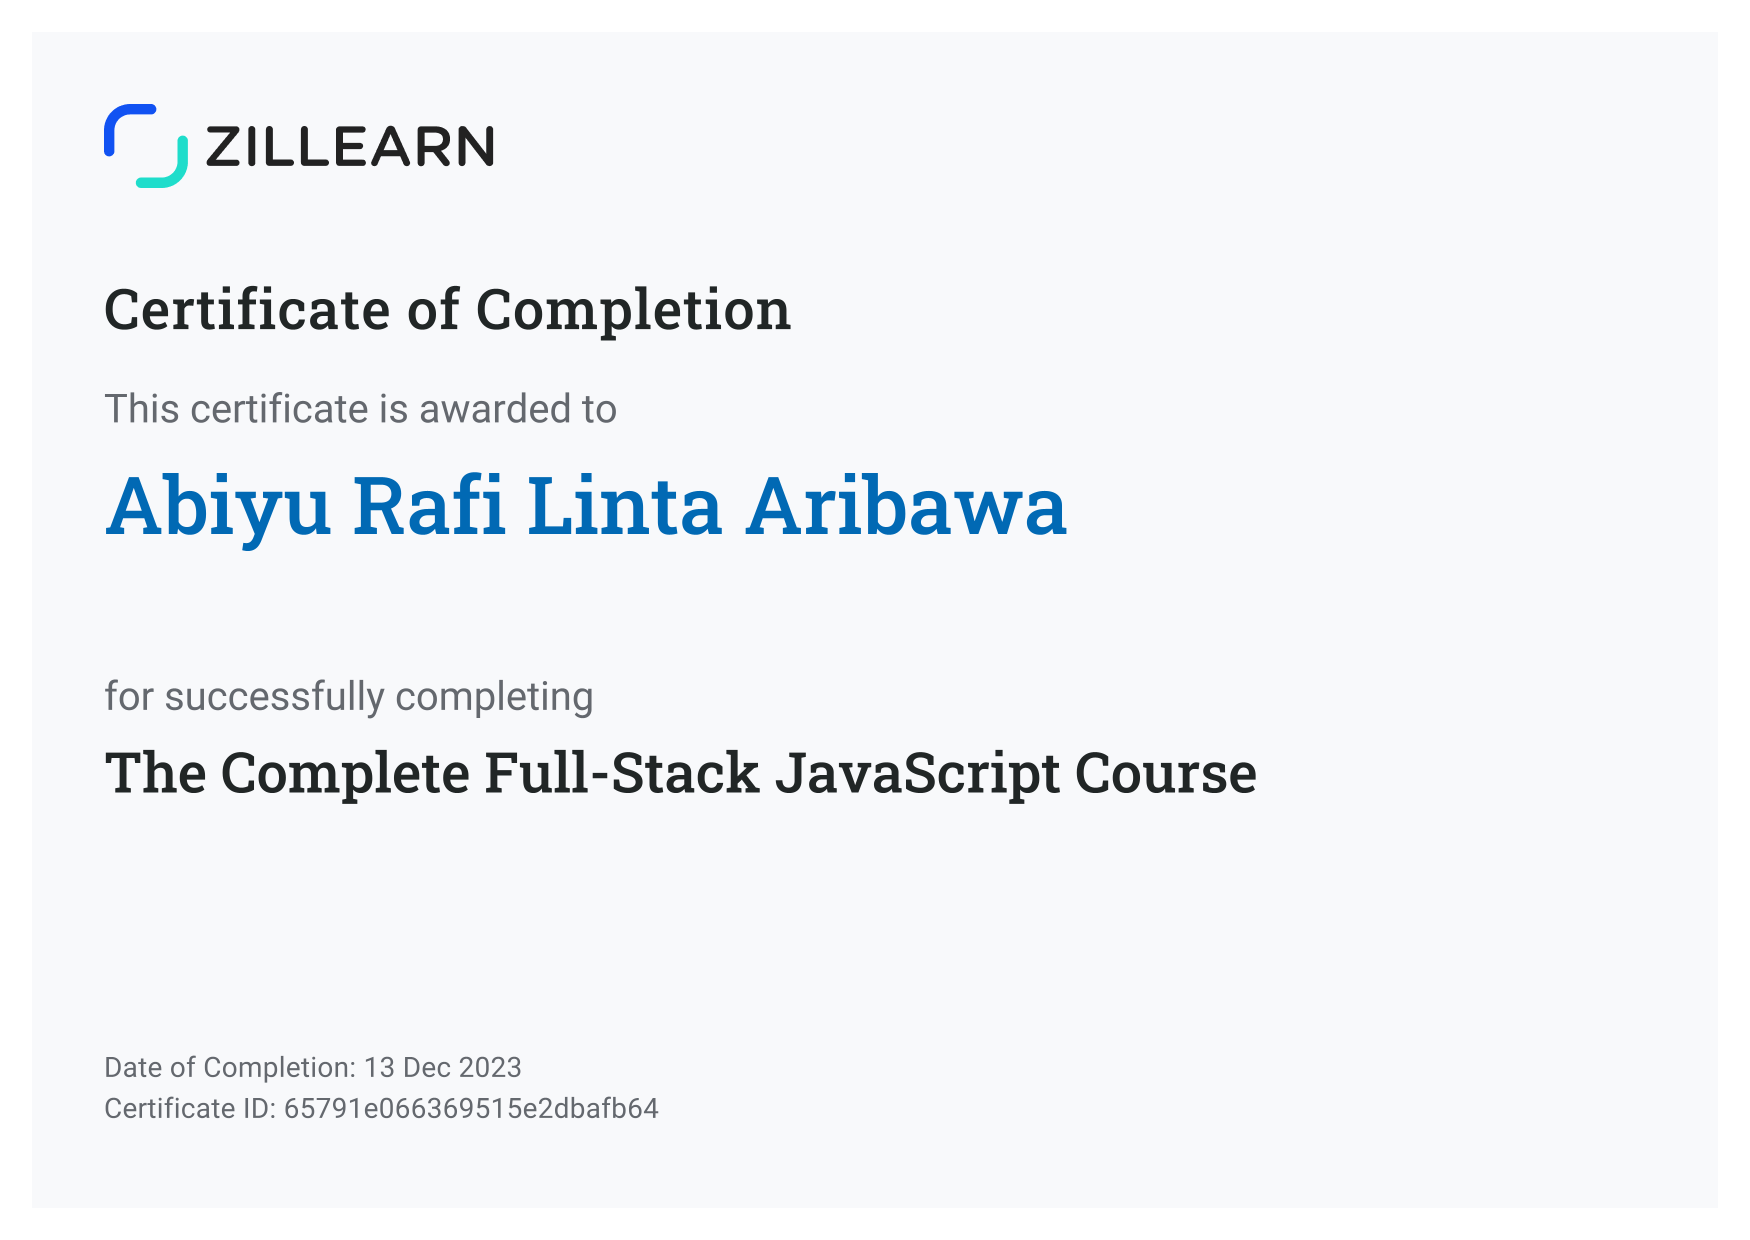 ZILLEARN
Certificate of Completion
This certificate is awarded to
Abiyu Rafi Linta Aribawa
for successfully completing
The Complete Full-Stack JavaScript Course
Date of Completion: 13 Dec 2023
Certificate ID: 65791e066369515e2dbafb64